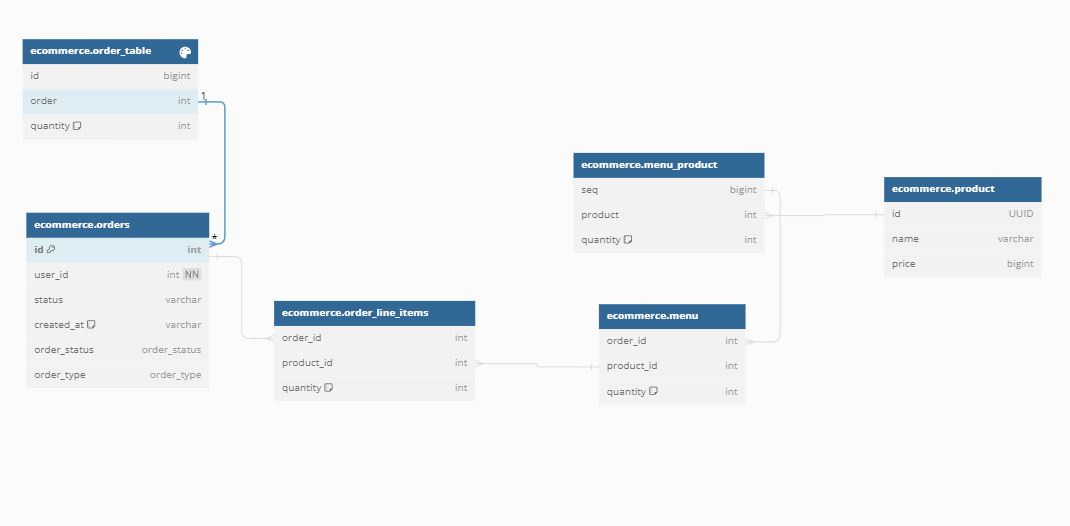 ecommerce.order_table
id bigint
order int
quantity int
1
ecommerce.orders
*
id int
user_id int NN
status varchar
created_at varchar
order_status order_status
order_type order_type
ecommerce.order_line_items
order_id int
product_id int
quantity int
ecommerce.menu_product
seq bigint
product int
quantity int
ecommerce.menu
order_id int
product_id int
quantity int
ecommerce.product
id UUID
name varchar
price bigint